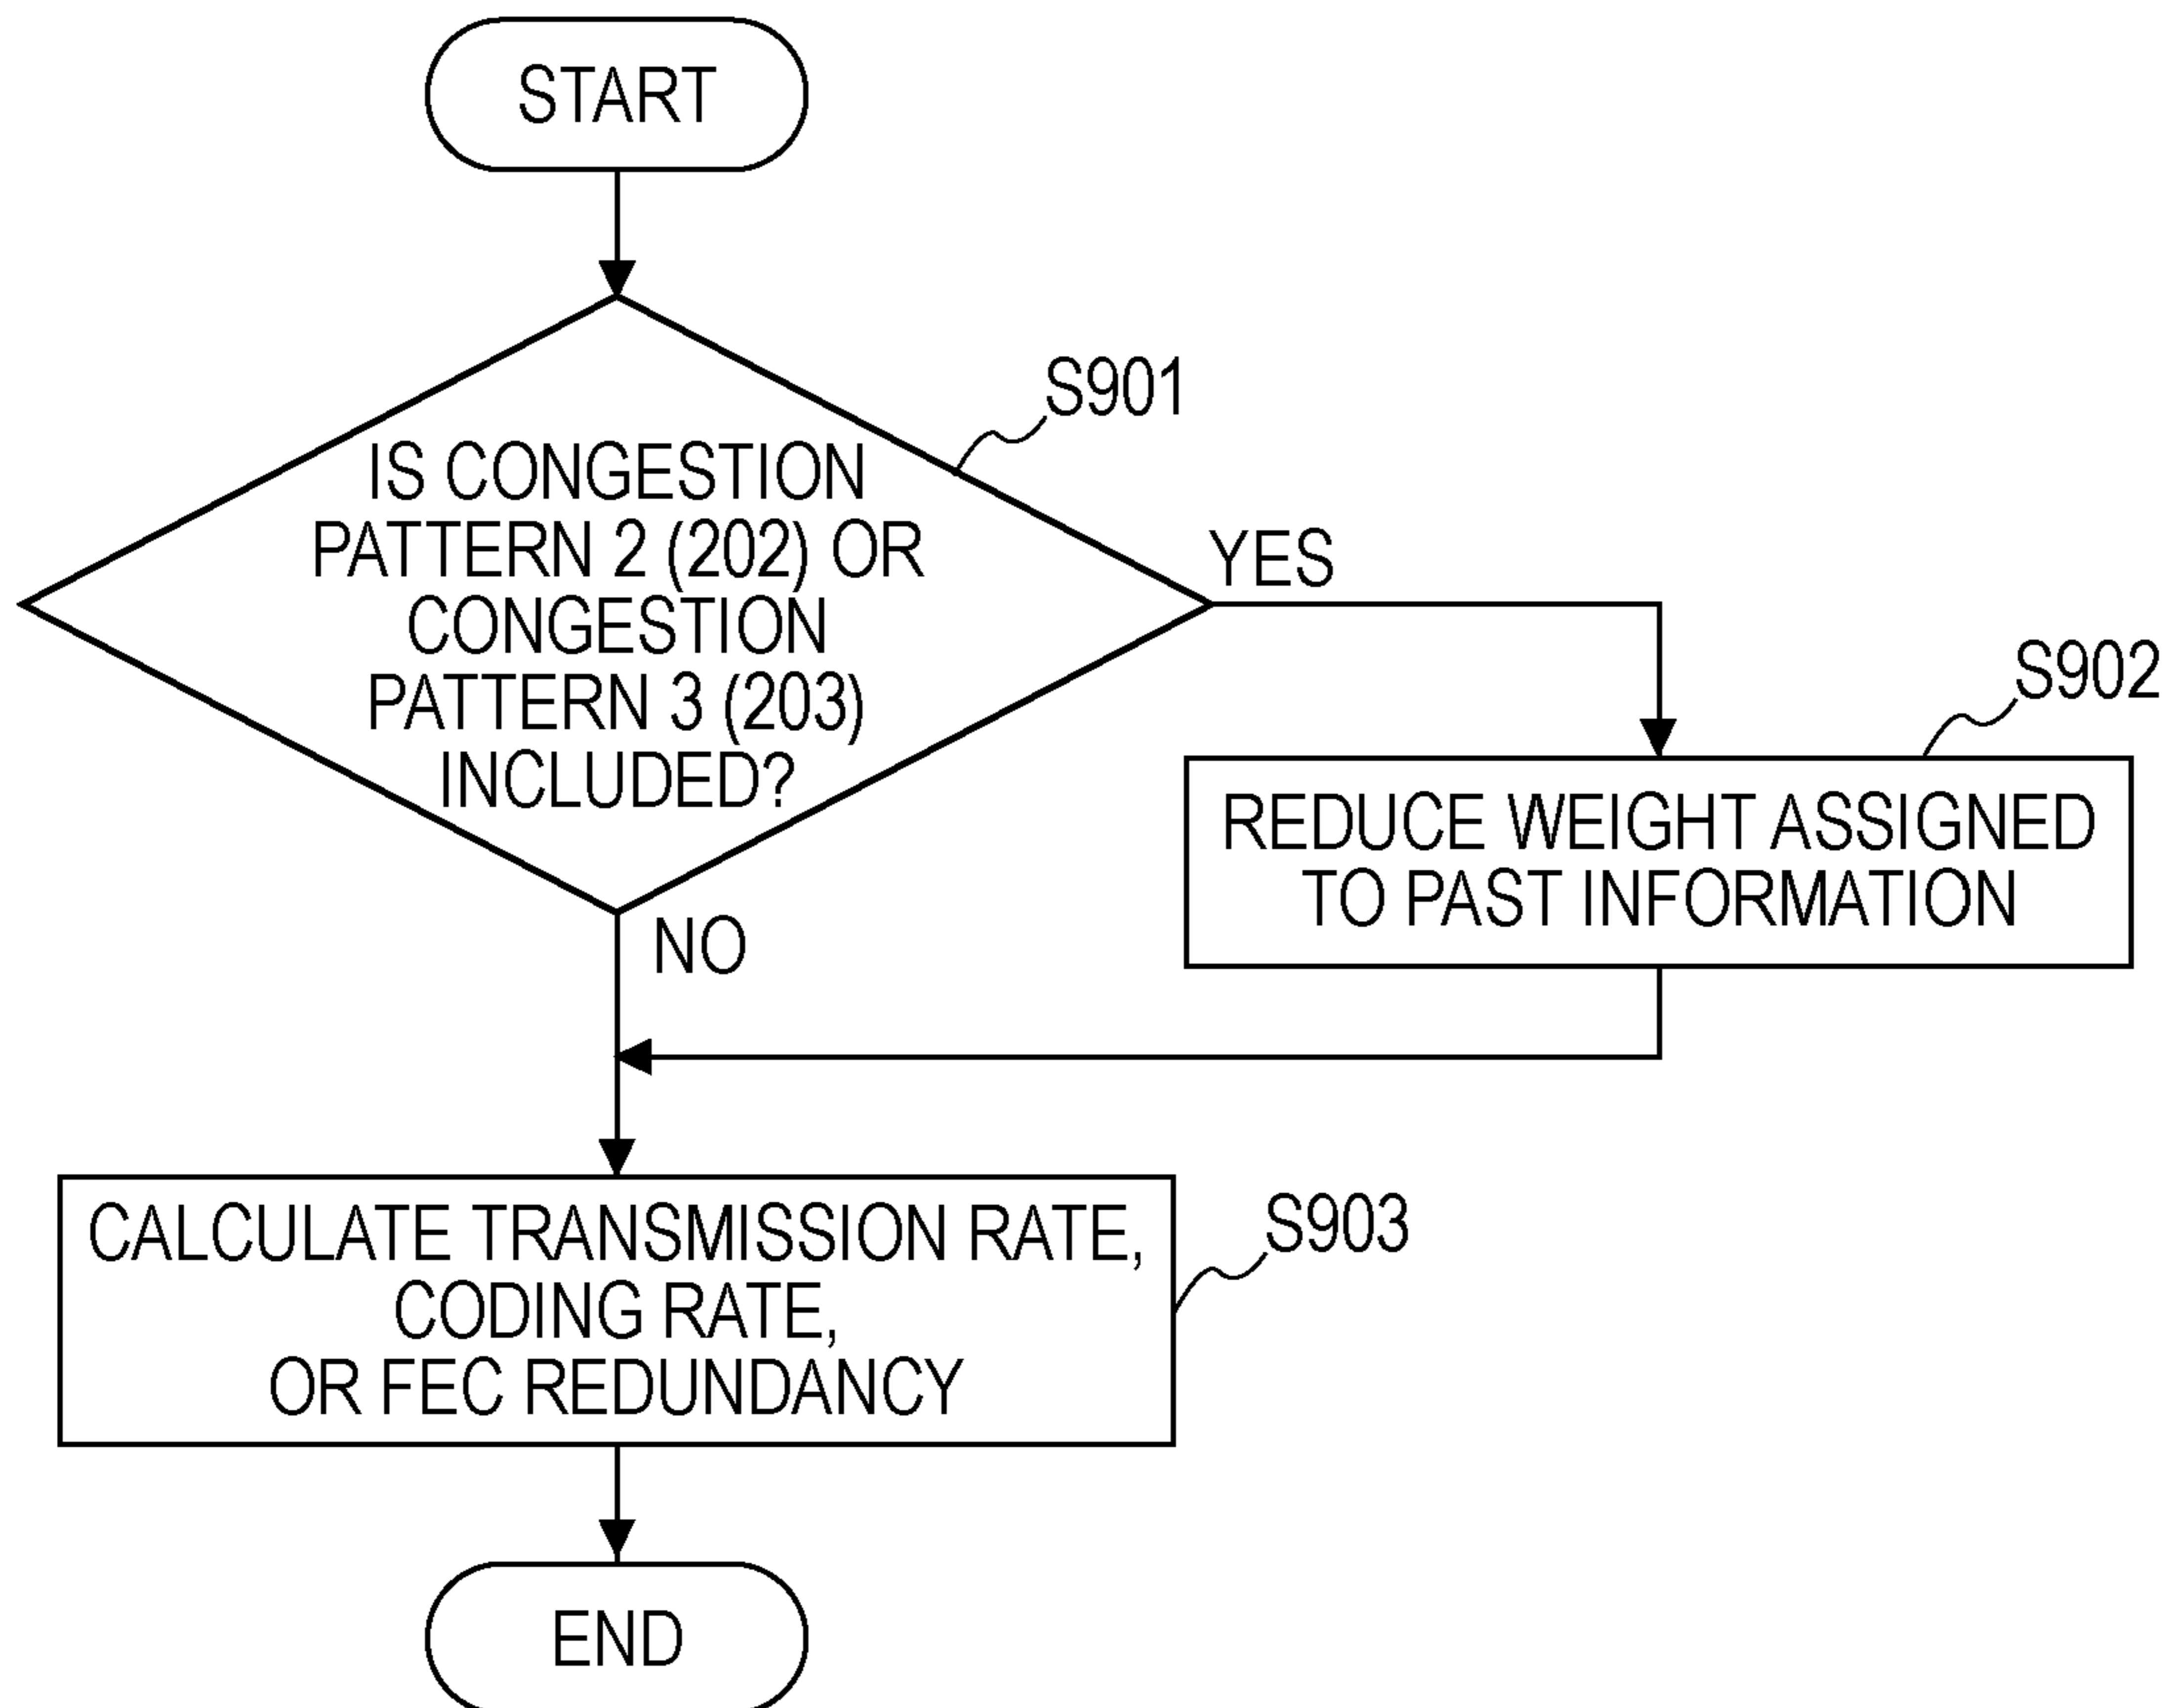 START
S901
IS CONGESTION
PATTERN 2 (202) OR
CONGESTION
PATTERN 3 (203)
INCLUDED?
YES
S902
REDUCE WEIGHT ASSIGNED
TO PAST INFORMATION
NO
CALCULATE TRANSMISSION RATE,
CODING RATE,
OR FEC REDUNDANCY
S903
END